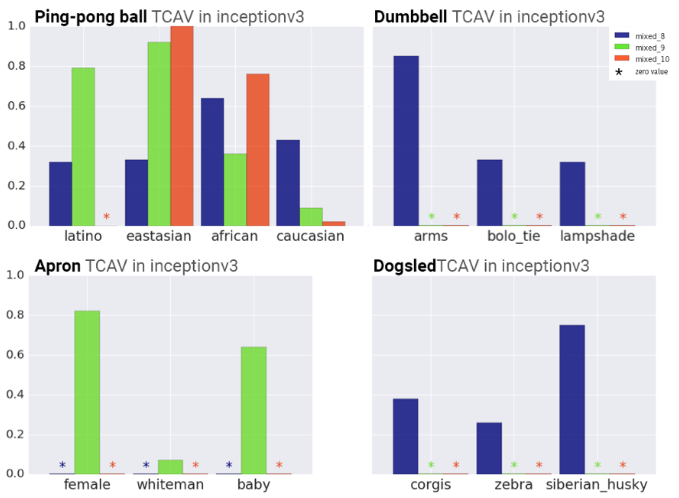 Ping-pong ball TCAV in inceptionv3
Dumbbell TCAV in inceptionv3
1.0
0.8
0.6
0.4
0.2
0.0
mixed_8
mixed_9
mixed_10
* zero value
*
* * * * * *
latino eastasian african caucasian
arms bolo_tie lampshade
Apron TCAV in inceptionv3
DogsledTCAV in inceptionv3
1.0
0.8
0.6
0.4
0.2
0.0
* * * * *
* * * * * *
female whiteman baby
corgis zebra siberian_husky